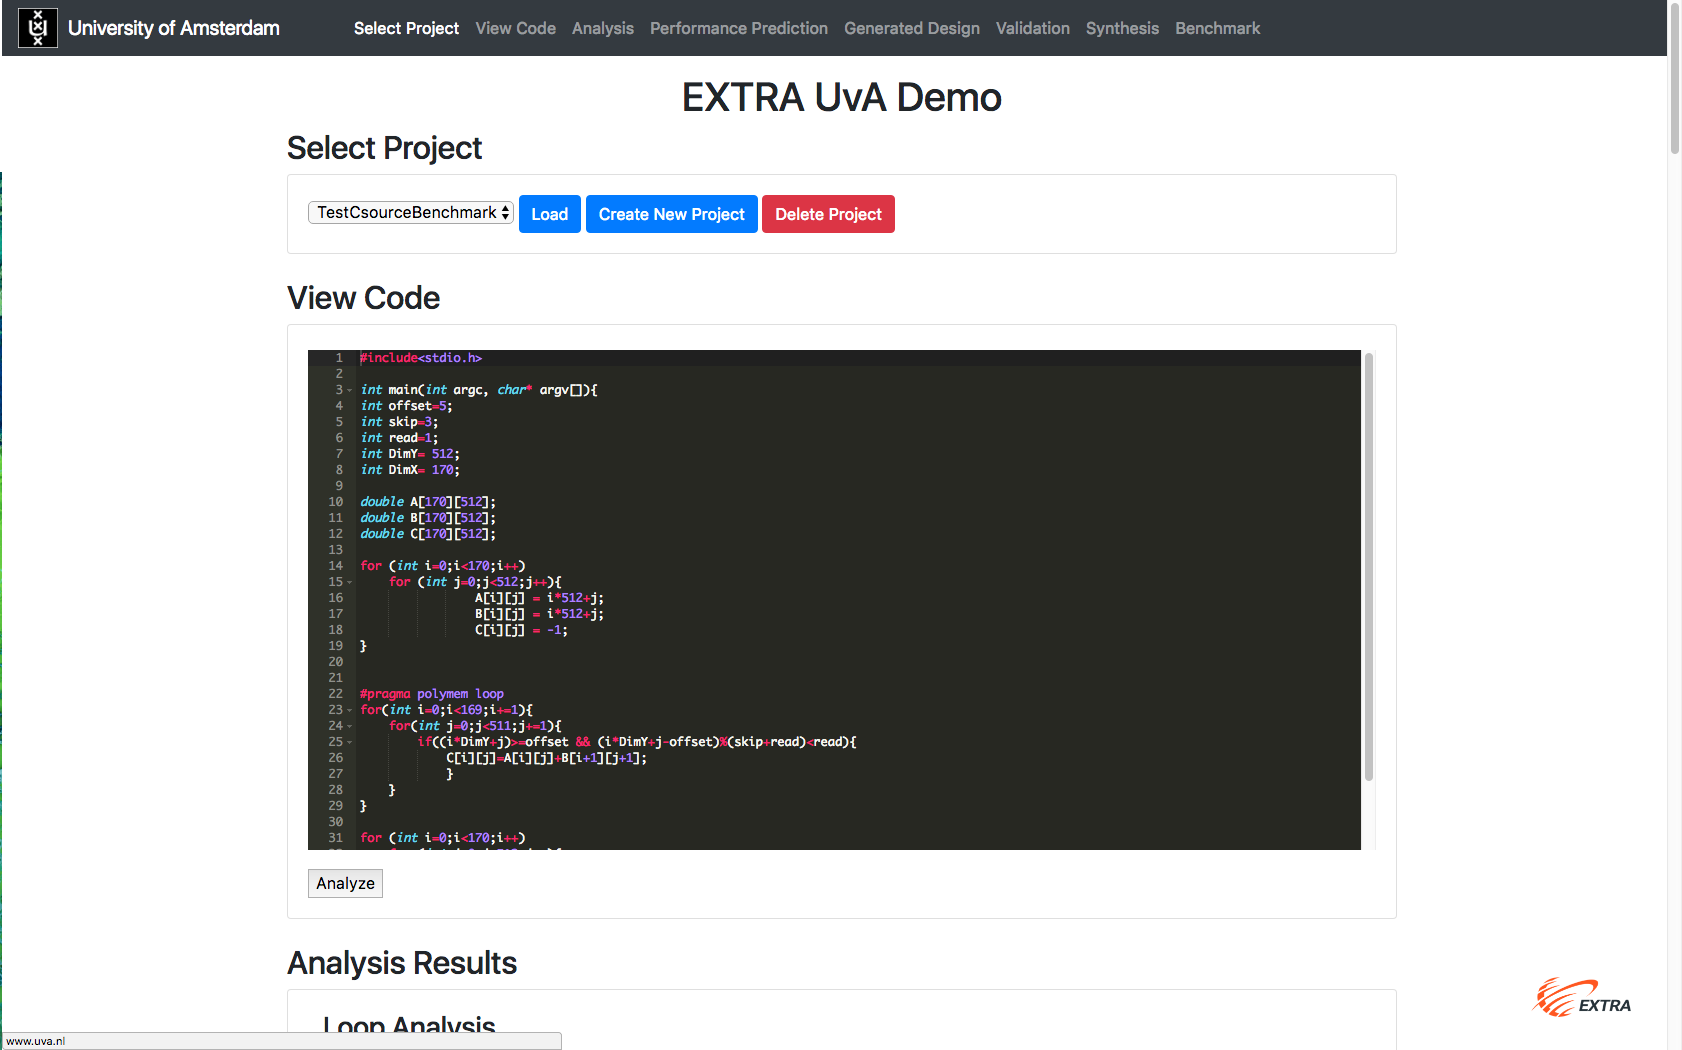 University of Amsterdam Select Project View Code Analysis Performance Prediction Generated Design Validation Synthesis Benchmark
EXTRA UvA Demo
Select Project
TestCsourceBenchmark Load Create New Project Delete Project
View Code
1 #include<stdio.h>
2
3 int main(int argc, char* argv[]){
4 int offset=5;
5 int skip=3;
6 int read=1;
7 int DimY= 512;
8 int DimX= 170;
9
10 double A[170][512];
11 double B[170][512];
12 double C[170][512];
13
14 for (int i=0;i<170;i++)
15 for (int j=0;j<512;j++){
16 A[i][j] = i*512+j;
17 B[i][j] = i*512+j;
18 C[i][j] = -1;
19 }
20
21
22 #pragma polymem loop
23 for(int i=0;i<169;i+=1){
24 for(int j=0;j<511;j+=1){
25 if((i*DimY+j)>=offset && (i*DimY+j-offset)%(skip+read)<read){
26 C[i][j]=A[i][j]+B[i+1][j+1];
27 }
28 }
29 }
30
31 for (int i=0;i<170;i++)
Analyze
Analysis Results
Loop Analysis
EXTRA
www.uva.nl